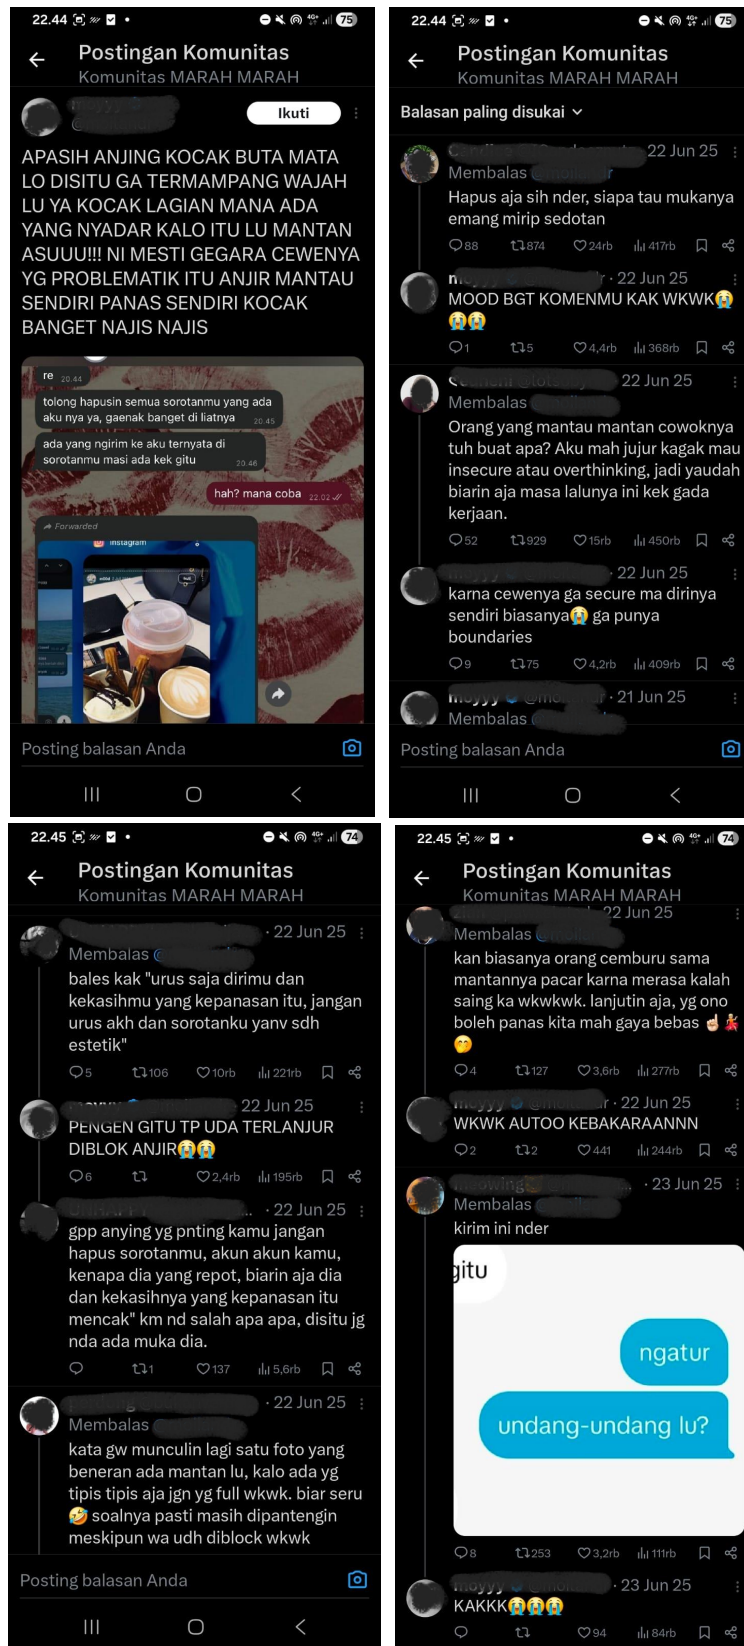 22.44
4G+
75
Postingan Komunitas
Komunitas MARAH MARAH
Ikuti
APASIH ANJING KOCAK BUTA MATA
LO DISITU GA TERMAMPANG WAJAH
LU YA KOCAK LAGIAN MANA ADA
YANG NYADAR KALO ITU LU MANTAN
ASUUU!!! NI MESTI GEGARA CEWENYA
YG PROBLEMATIK ITU ANJIR MANTAU
SENDIRI PANAS SENDIRI KOCAK
BANGET NAJIS NAJIS
re 20.44
tolong hapusin semua sorotanmu yang ada
aku nya ya, gaenak banget di liatnya 20.45
ada yang ngirim ke aku ternyata di
sorotanmu masi ada kek gitu 20.46
hah? mana coba 22.02
Forwarded
Instagram
Posting balasan Anda
22.44
4G+
75
Postingan Komunitas
Komunitas MARAH MARAH
Balasan paling disukai
22 Jun 25
Membalas
Hapus aja sih nder, siapa tau mukanya
emang mirip sedotan
88 874 24rb 417rb
· 22 Jun 25
MOOD BGT KOMENMU KAK WKWK😭
😭😭
1 5 4,4rb 368rb
22 Jun 25
Membalas
Orang yang mantau mantan cowoknya
tuh buat apa? Aku mah jujur kagak mau
insecure atau overthinking, jadi yaudah
biarin aja masa lalunya ini kek gada
kerjaan.
52 929 15rb 450rb
· 22 Jun 25
karna cewenya ga secure ma dirinya
sendiri biasanya😭 ga punya
boundaries
9 75 4,2rb 409rb
moyyy · 21 Jun 25
Membalas
Posting balasan Anda
22.45
4G+
74
Postingan Komunitas
Komunitas MARAH MARAH
· 22 Jun 25
Membalas
bales kak "urus saja dirimu dan
kekasihmu yang kepanasan itu, jangan
urus akh dan sorotanku yanv sdh
estetik"
5 106 10rb 221rb
22 Jun 25
PENGEN GITU TP UDA TERLANJUR
DIBLOK ANJIR😭😭
6 2,4rb 195rb
... · 22 Jun 25
gpp anying yg pnting kamu jangan
hapus sorotanmu, akun akun kamu,
kenapa dia yang repot, biarin aja dia
dan kekasihnya yang kepanasan itu
mencak" km nd salah apa apa, disitu jg
nda ada muka dia.
1 137 5,6rb
· 22 Jun 25
Membalas
kata gw munculin lagi satu foto yang
beneran ada mantan lu, kalo ada yg
tipis tipis aja jgn yg full wkwk. biar seru
🤣 soalnya pasti masih dipantengin
meskipun wa udh diblock wkwk
Posting balasan Anda
22.45
4G+
74
Postingan Komunitas
Komunitas MARAH MARAH
22 Jun 25
Membalas
kan biasanya orang cemburu sama
mantannya pacar karna merasa kalah
saing ka wkwkwk. lanjutin aja, yg ono
boleh panas kita mah gaya bebas ☝🏻💃
🤭
4 127 3,6rb 277rb
· 22 Jun 25
WKWK AUTOO KEBAKARAANNN
2 2 441 244rb
... · 23 Jun 25
Membalas
kirim ini nder
gitu
ngatur
undang-undang lu?
8 253 3,2rb 111rb
· 23 Jun 25
KAKKK😭😭😭
94 84rb